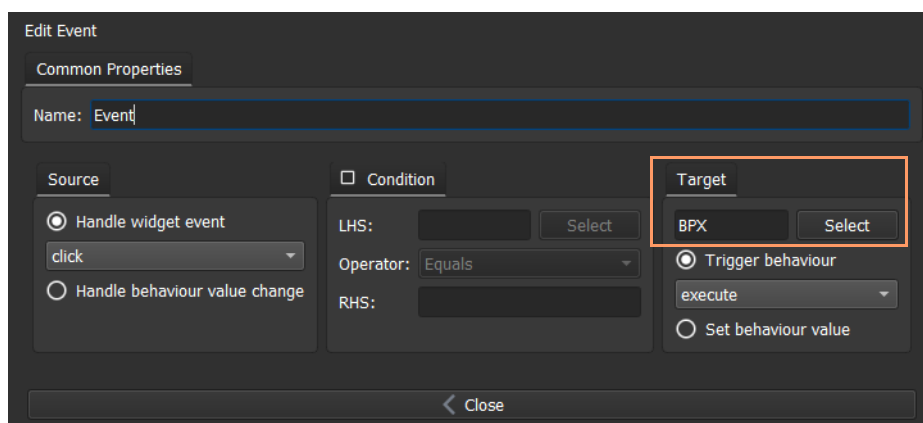 Edit Event
Common Properties
Name: Event
Source
Handle widget event
click
Handle behaviour value change
Condition
LHS: Select
Operator: Equals
RHS:
Target
BPX Select
Trigger behaviour
execute
Set behaviour value
Close